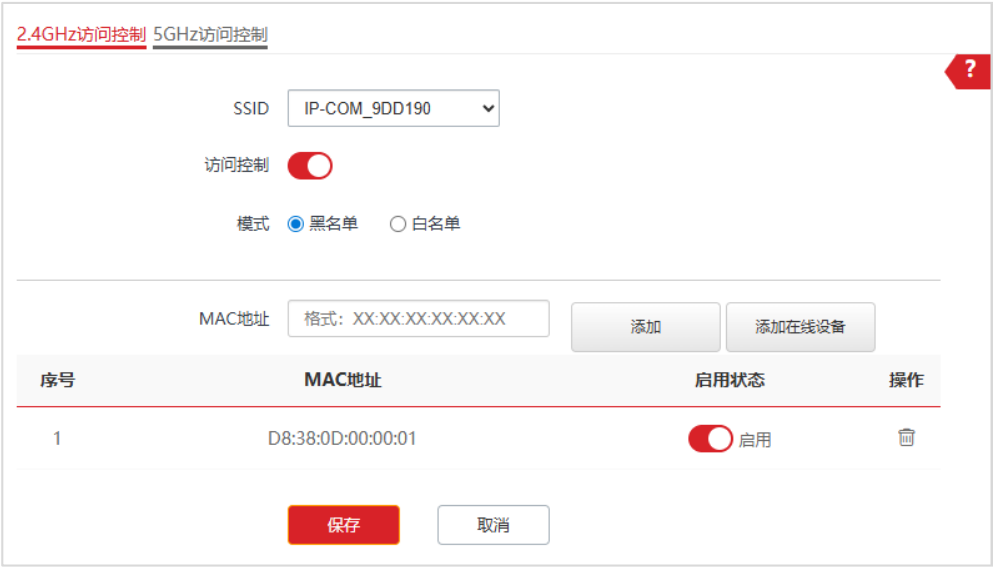 2.4GHz访问控制 5GHz访问控制
?
SSID IP-COM_9DD190
访问控制
模式 黑名单 白名单
MAC地址 格式：XX:XX:XX:XX:XX:XX 添加 添加在线设备
序号 MAC地址 启用状态 操作
1 D8:38:0D:00:00:01 启用
保存 取消